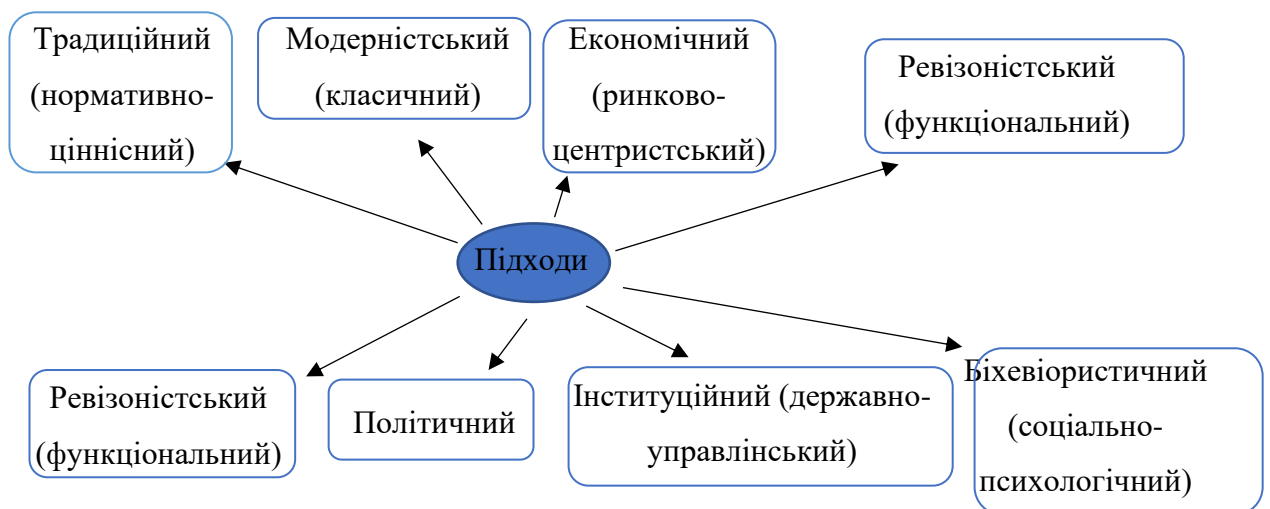 Традиційний
(нормативно-
ціннісний)
Модерністський
(класичний)
Економічний
(ринково-
центристський)
Ревізоністський
(функціональний)
Підходи
Ревізоністський
(функціональний)
Політичний
Інституційний (державно-
управлінський)
Біхевіористичний
(соціально-
психологічний)